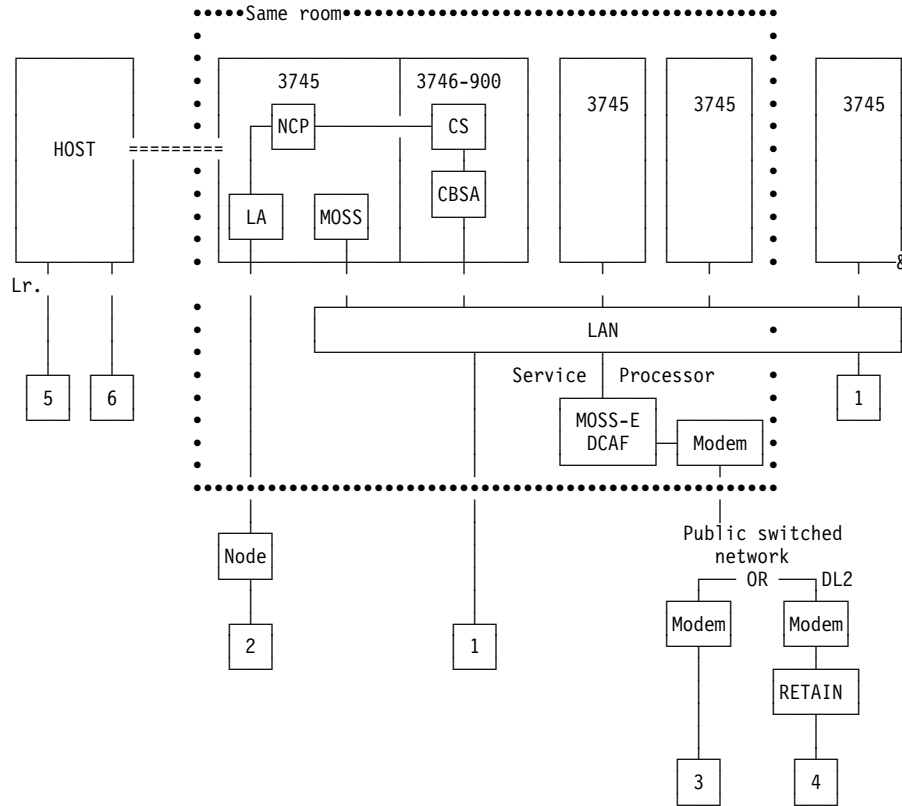 Same room
3745
3746-900
3745
3745
3745
HOST
========
NCP
CS
CBSA
LA
MOSS
&
Lr.
LAN
5
6
Service Processor
1
MOSS-E
DCAF
Modem
Public switched
network
Node
OR
DL2
Modem
Modem
2
1
RETAIN
3
4